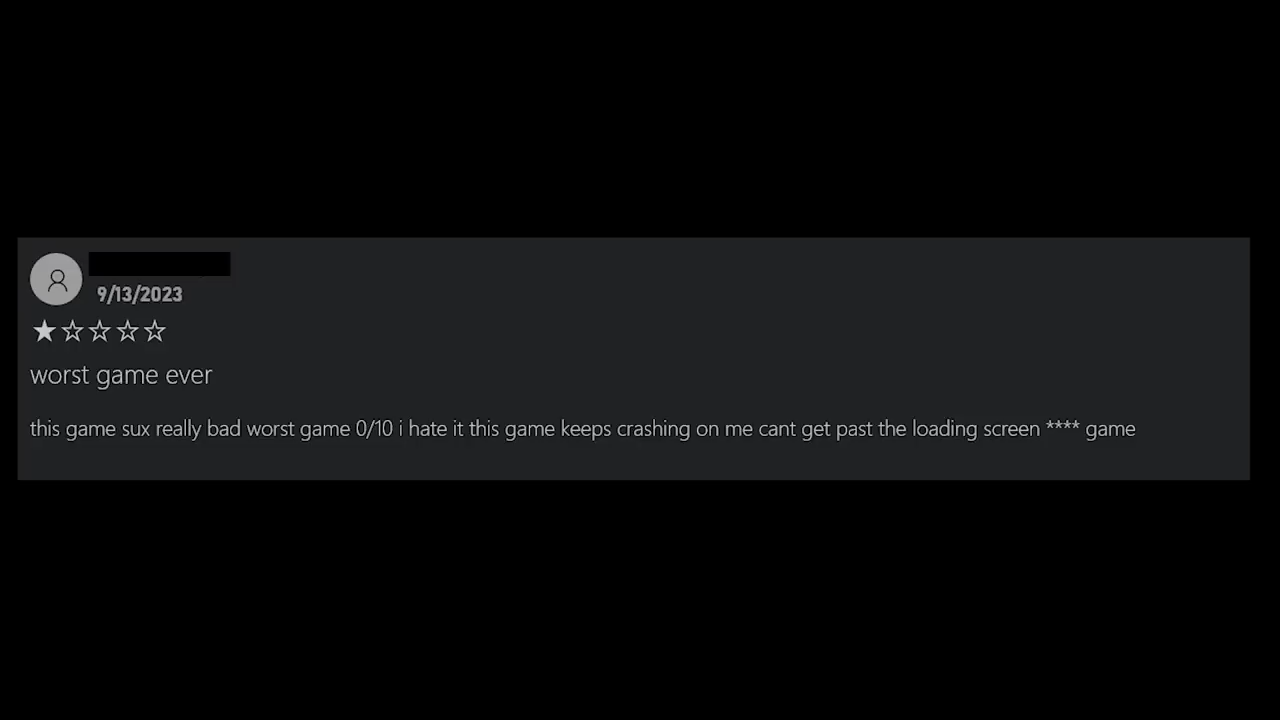 9/13/2023
worst game ever
this game sux really bad worst game 0/10 i hate it this game keeps crashing on me cant get past the loading screen **** game